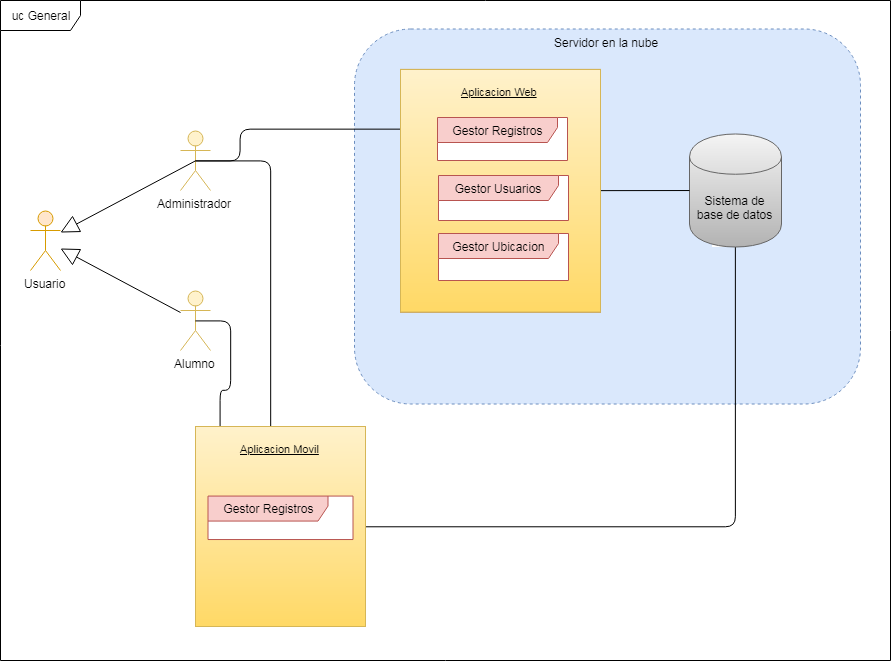 uc General
Servidor en la nube
Aplicacion Web
Gestor Registros
Gestor Usuarios
Gestor Ubicacion
Sistema de
base de datos
Administrador
Usuario
Alumno
Aplicacion Movil
Gestor Registros